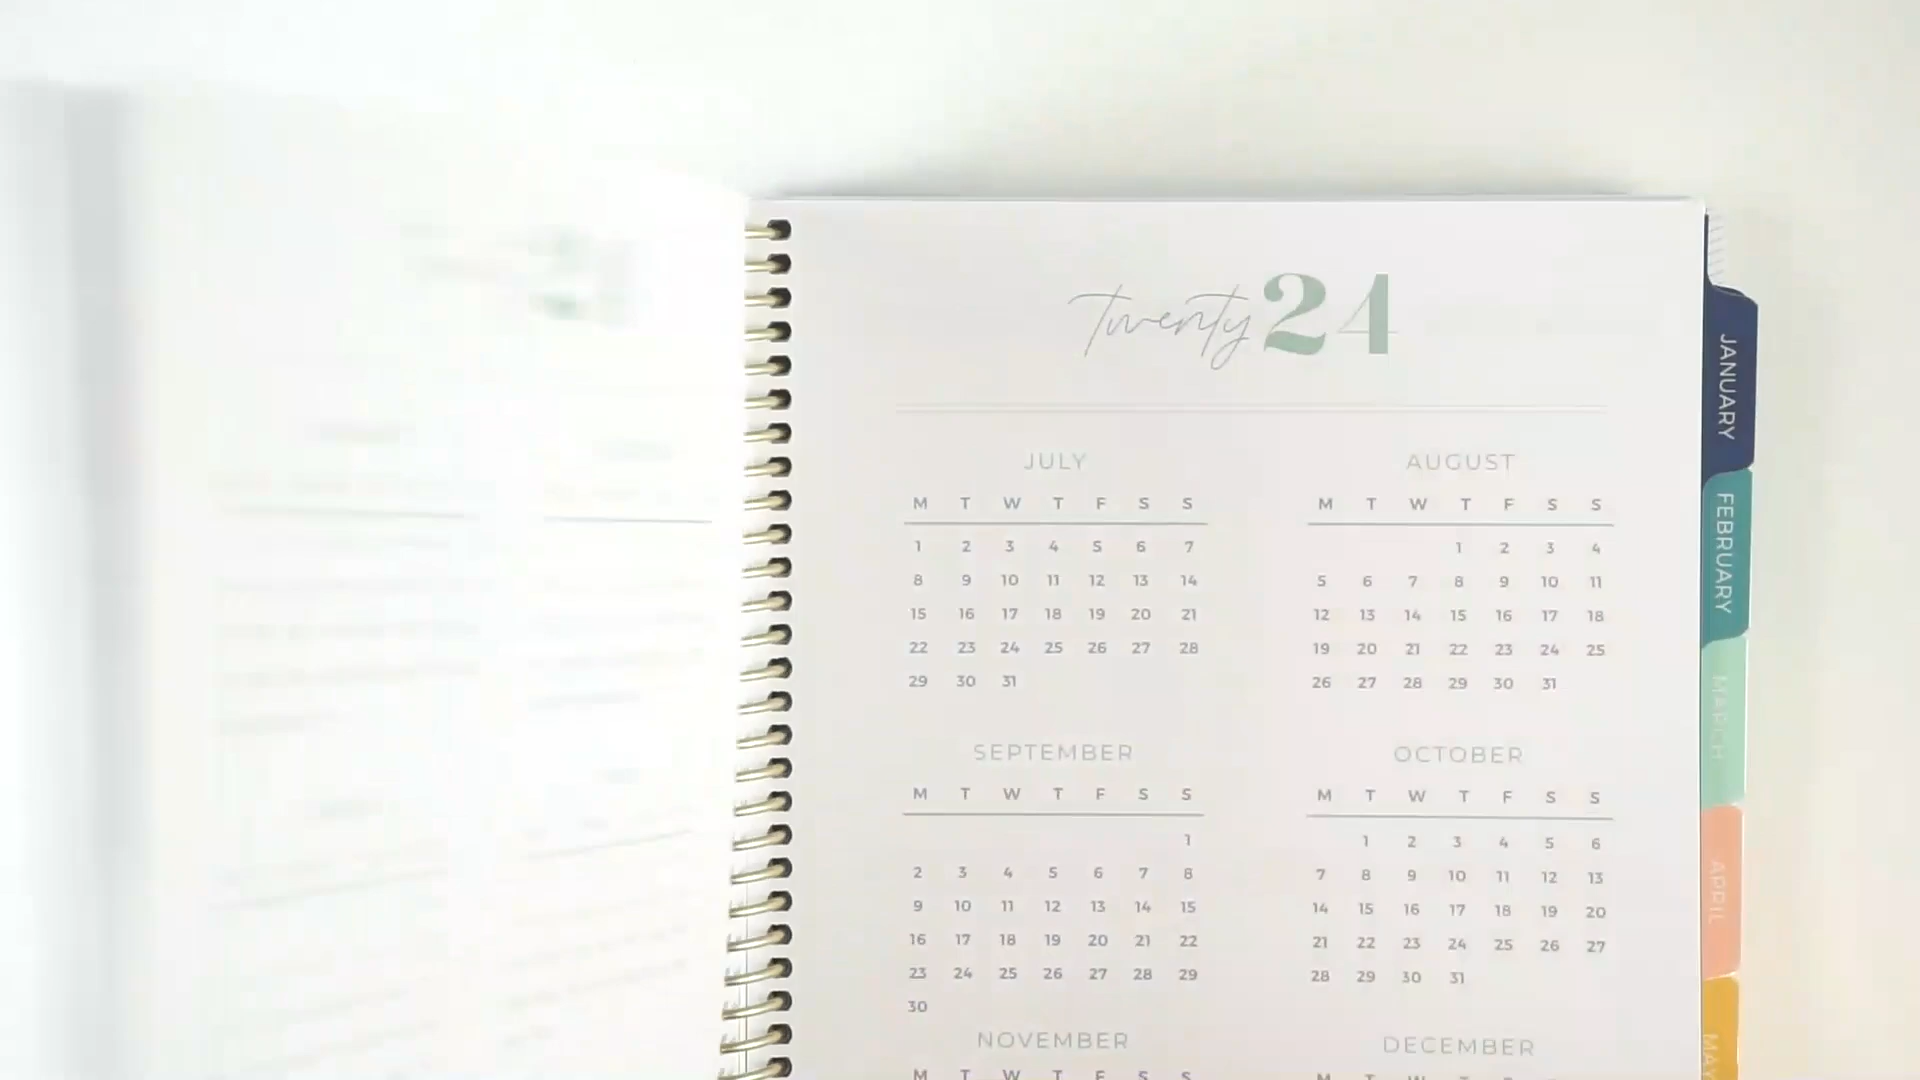 twenty 24
JULY AUGUST
M T W T F S S M T W T F S S
1 2 3 4 5 6 7 1 2 3 4
8 9 10 11 12 13 14 5 6 7 8 9 10 11
15 16 17 18 19 20 21 12 13 14 15 16 17 18
22 23 24 25 26 27 28 19 20 21 22 23 24 25
29 30 31 26 27 28 29 30 31
SEPTEMBER OCTOBER
M T W T F S S M T W T F S S
1 1 2 3 4 5 6
2 3 4 5 6 7 8 7 8 9 10 11 12 13
9 10 11 12 13 14 15 14 15 16 17 18 19 20
16 17 18 19 20 21 22 21 22 23 24 25 26 27
23 24 25 26 27 28 29 28 29 30 31
30
NOVEMBER DECEMBER
M T W T F S S M T W T F S S
JANUARY
FEBRUARY
MARCH
APRIL
MAY